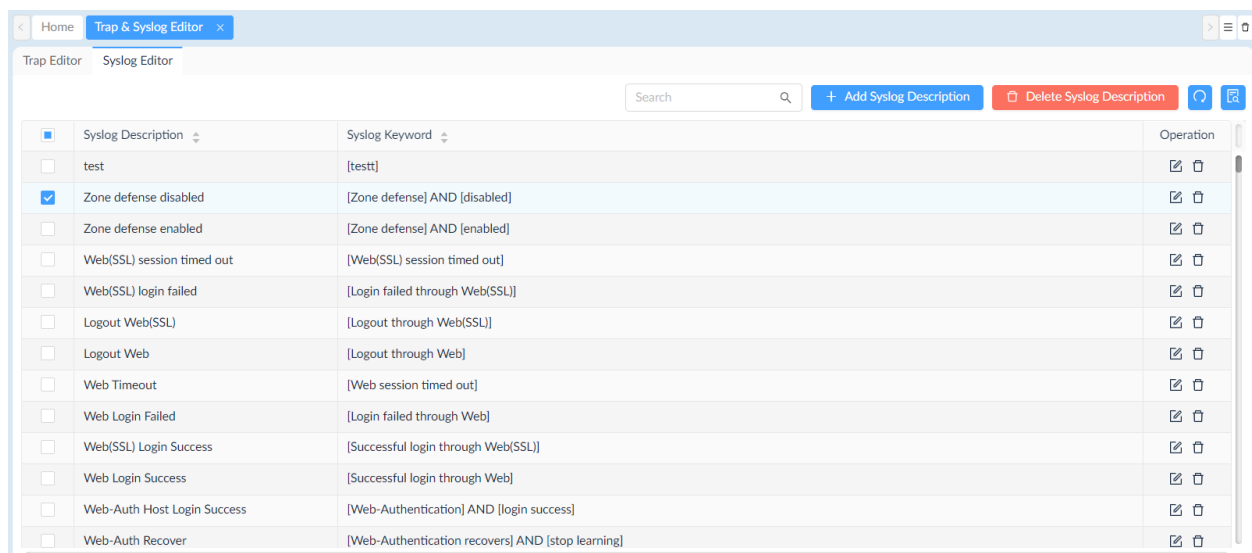 Home Trap & Syslog Editor ×
Trap Editor Syslog Editor
Search + Add Syslog Description Delete Syslog Description
Syslog Description Syslog Keyword Operation
test [testt]
Zone defense disabled [Zone defense] AND [disabled]
Zone defense enabled [Zone defense] AND [enabled]
Web(SSL) session timed out [Web(SSL) session timed out]
Web(SSL) login failed [Login failed through Web(SSL)]
Logout Web(SSL) [Logout through Web(SSL)]
Logout Web [Logout through Web]
Web Timeout [Web session timed out]
Web Login Failed [Login failed through Web]
Web(SSL) Login Success [Successful login through Web(SSL)]
Web Login Success [Successful login through Web]
Web-Auth Host Login Success [Web-Authentication] AND [login success]
Web-Auth Recover [Web-Authentication recovers] AND [stop learning]